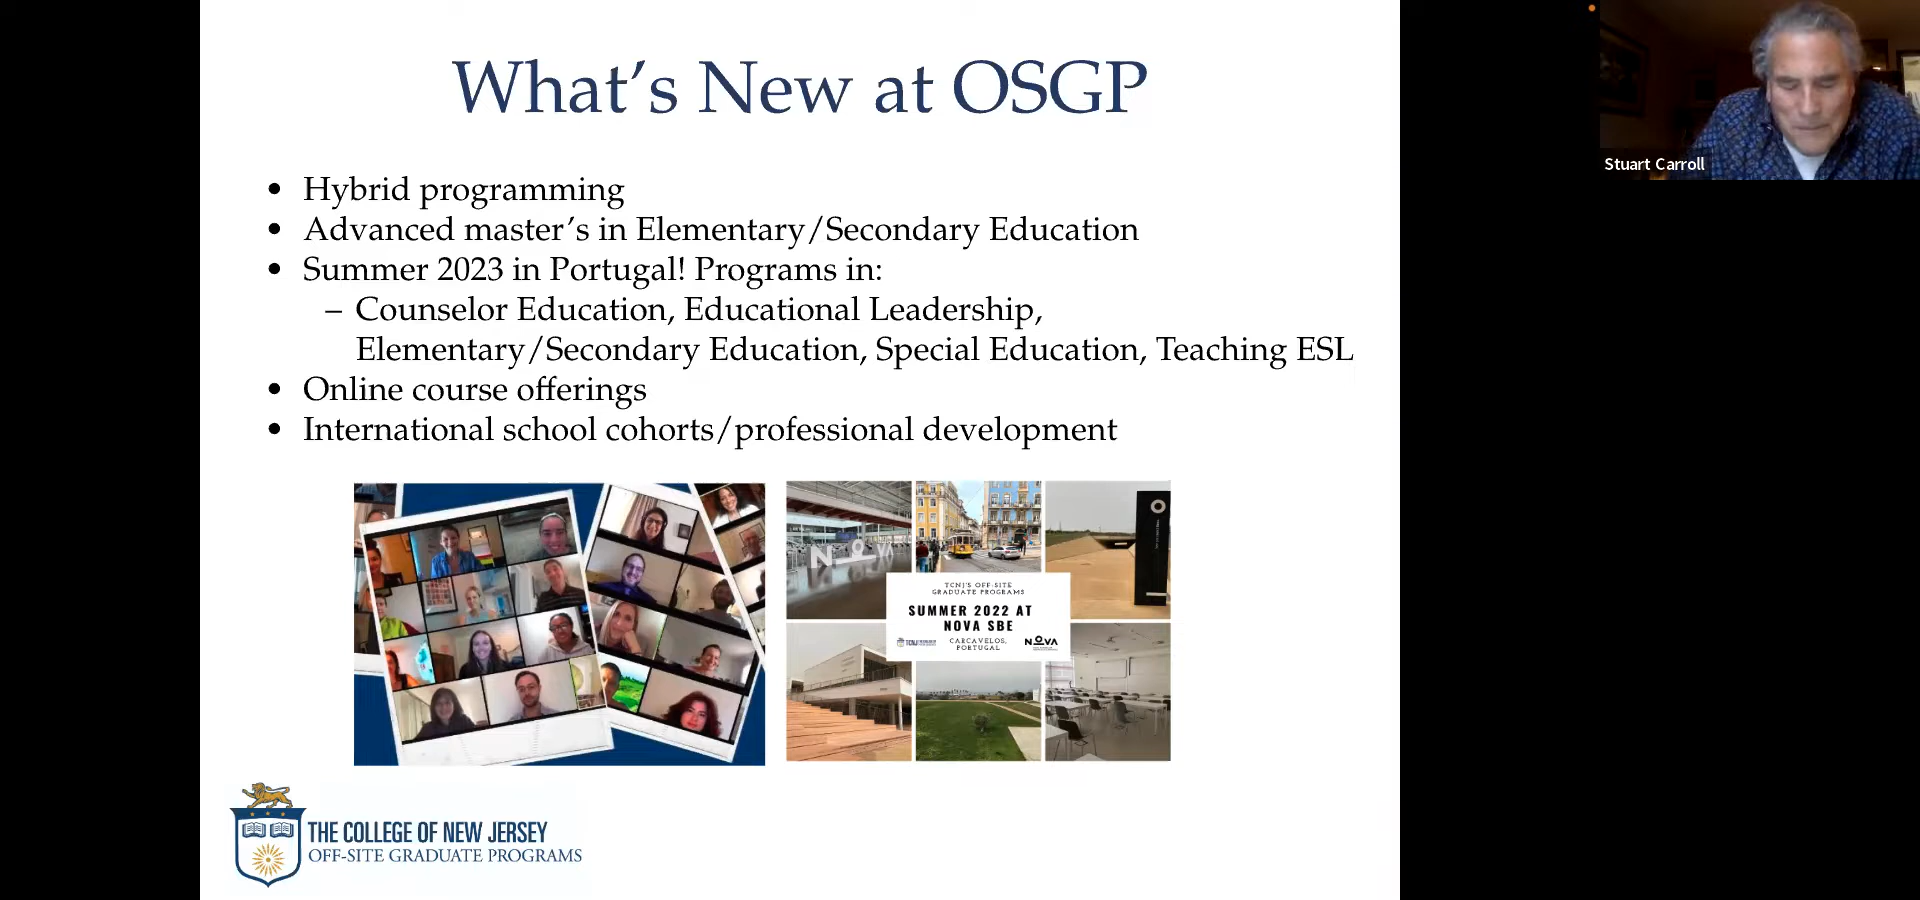 What's New at OSGP
• Hybrid programming
• Advanced master's in Elementary/Secondary Education
• Summer 2023 in Portugal! Programs in:
– Counselor Education, Educational Leadership,
Elementary/Secondary Education, Special Education, Teaching ESL
• Online course offerings
• International school cohorts/professional development
NOVA
TCNJ'S OFF-SITE
GRADUATE PROGRAMS
SUMMER 2022 AT
NOVA SBE
TCNJ
CARCAVELOS,
PORTUGAL
NOVA
THE COLLEGE OF NEW JERSEY
OFF-SITE GRADUATE PROGRAMS
Stuart Carroll